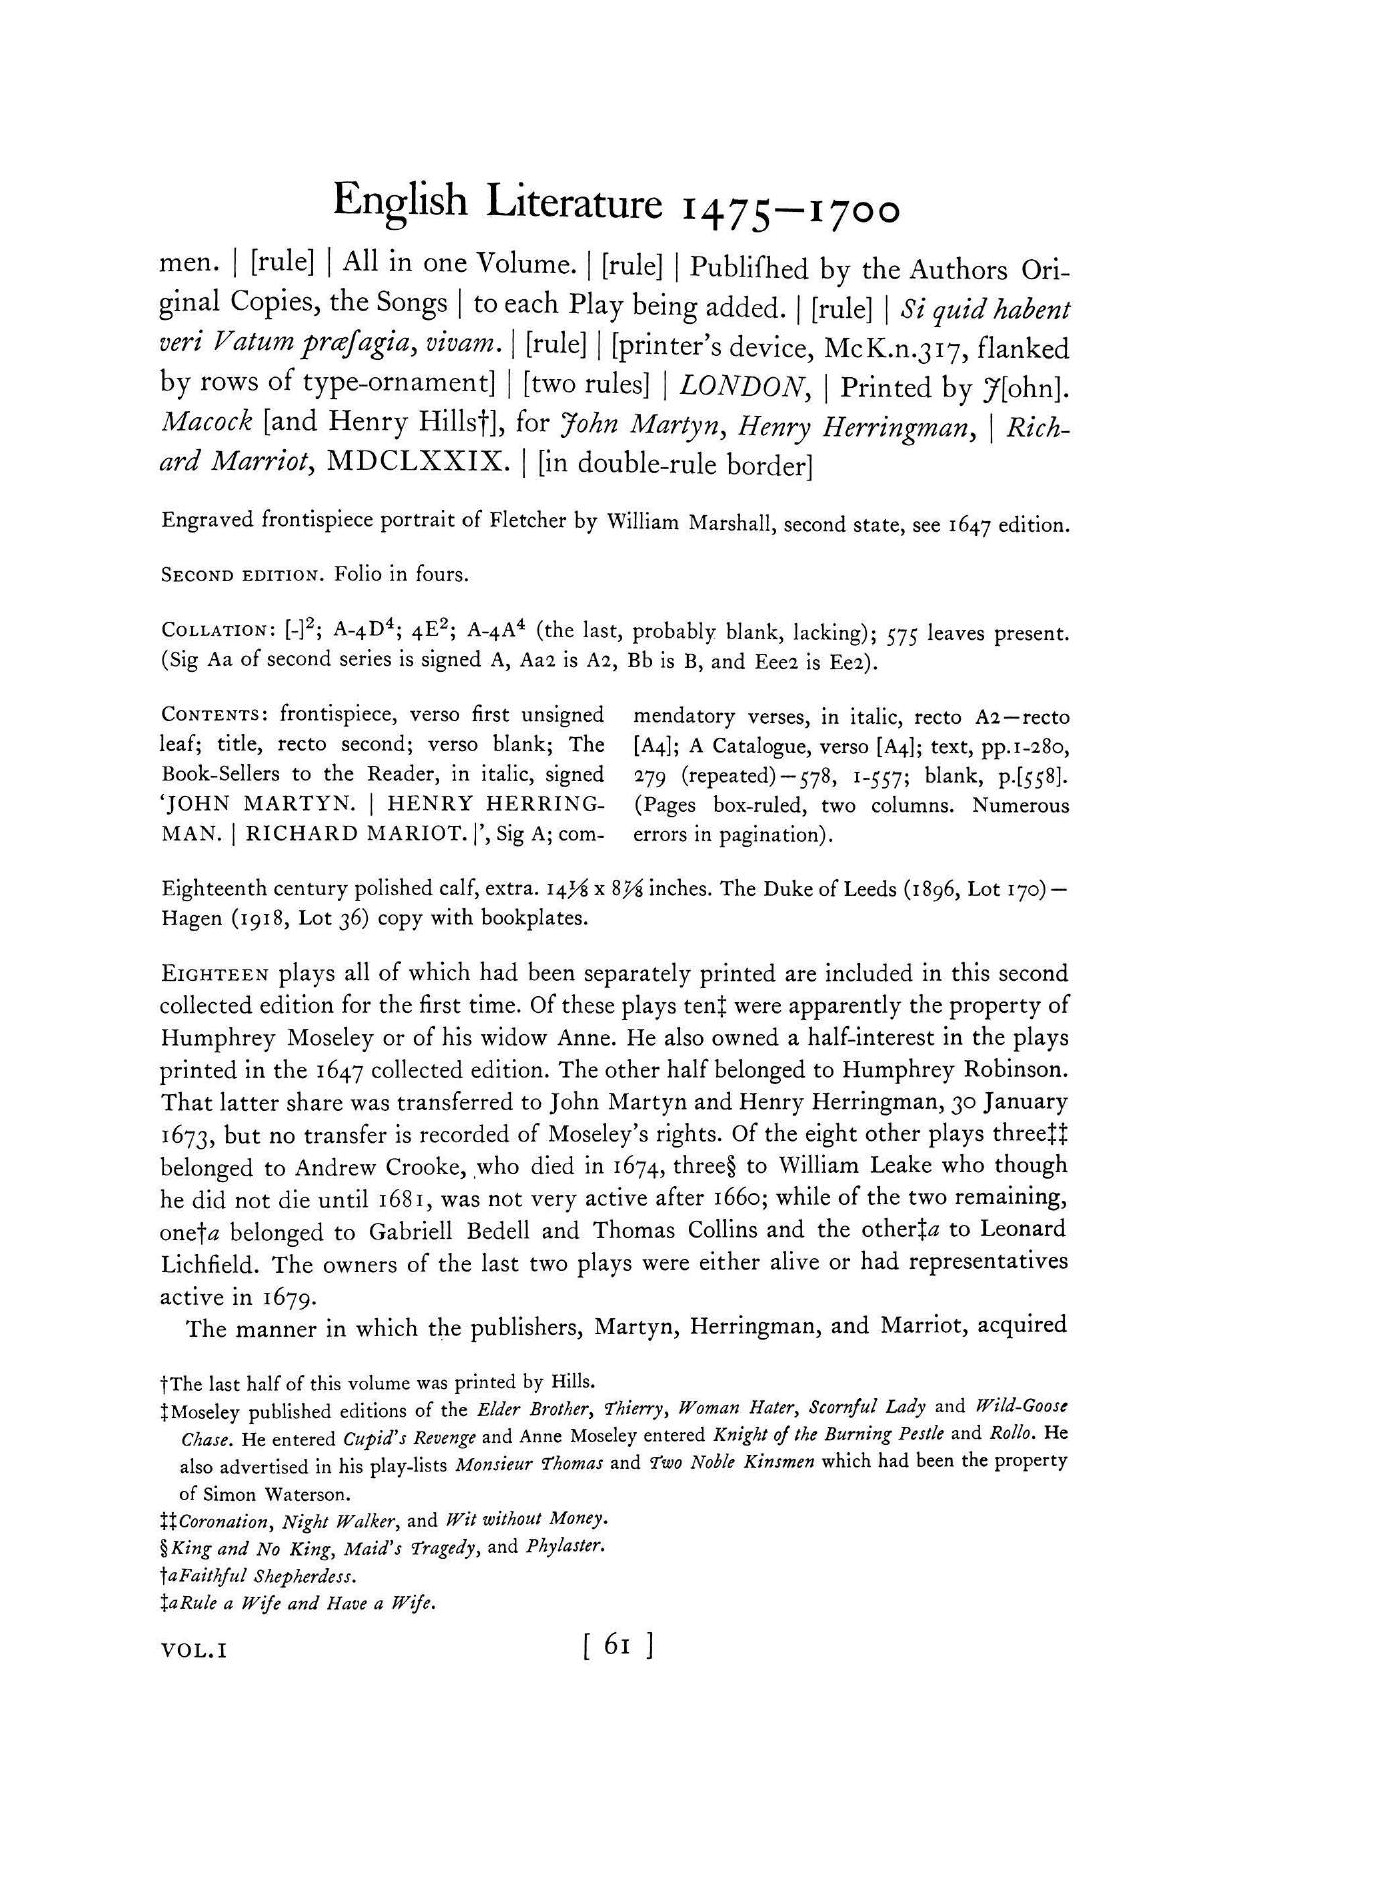 English Literature 1475–1700
men. | [rule] | All in one Volume. | [rule] | Publiſhed by the Authors Ori-
ginal Copies, the Songs | to each Play being added. | [rule] | Si quid habent
veri Vatum præſagia, vivam. | [rule] | [printer's device, McK.n.317, flanked
by rows of type-ornament] | [two rules] | LONDON, | Printed by J[ohn].
Macock [and Henry Hills†], for John Martyn, Henry Herringman, | Rich-
ard Marriot, MDCLXXIX. | [in double-rule border]
Engraved frontispiece portrait of Fletcher by William Marshall, second state, see 1647 edition.
SECOND EDITION. Folio in fours.
COLLATION: [-]²; A-4D⁴; 4E²; A-4A⁴ (the last, probably blank, lacking); 575 leaves present.
(Sig Aa of second series is signed A, Aa2 is A2, Bb is B, and Eee2 is Ee2).
CONTENTS: frontispiece, verso first unsigned
leaf; title, recto second; verso blank; The
Book-Sellers to the Reader, in italic, signed
‘JOHN MARTYN. | HENRY HERRING-
MAN. | RICHARD MARIOT. |’, Sig A; com-
mendatory verses, in italic, recto A2—recto
[A4]; A Catalogue, verso [A4]; text, pp.1-280,
279 (repeated)—578, 1-557; blank, p.[558].
(Pages box-ruled, two columns. Numerous
errors in pagination).
Eighteenth century polished calf, extra. 14⅞ x 8⅞ inches. The Duke of Leeds (1896, Lot 170)—
Hagen (1918, Lot 36) copy with bookplates.
EIGHTEEN plays all of which had been separately printed are included in this second
collected edition for the first time. Of these plays ten‡ were apparently the property of
Humphrey Moseley or of his widow Anne. He also owned a half-interest in the plays
printed in the 1647 collected edition. The other half belonged to Humphrey Robinson.
That latter share was transferred to John Martyn and Henry Herringman, 30 January
1673, but no transfer is recorded of Moseley's rights. Of the eight other plays three‡‡
belonged to Andrew Crooke, who died in 1674, three§ to William Leake who though
he did not die until 1681, was not very active after 1660; while of the two remaining,
one†a belonged to Gabriell Bedell and Thomas Collins and the other‡a to Leonard
Lichfield. The owners of the last two plays were either alive or had representatives
active in 1679.
The manner in which the publishers, Martyn, Herringman, and Marriot, acquired
†The last half of this volume was printed by Hills.
‡Moseley published editions of the Elder Brother, Thierry, Woman Hater, Scornful Lady and Wild-Goose
Chase. He entered Cupid's Revenge and Anne Moseley entered Knight of the Burning Pestle and Rollo. He
also advertised in his play-lists Monsieur Thomas and Two Noble Kinsmen which had been the property
of Simon Waterson.
‡‡Coronation, Night Walker, and Wit without Money.
§King and No King, Maid's Tragedy, and Phylaster.
†aFaithful Shepherdess.
‡aRule a Wife and Have a Wife.
VOL.I
[ 61 ]